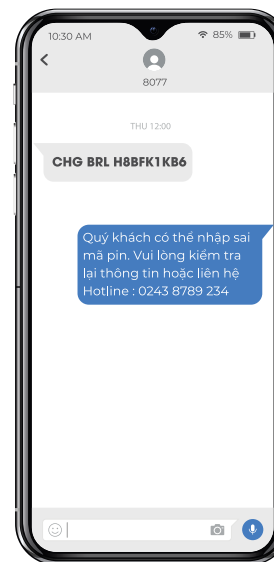 10:30 AM 85%
8077
THU 12:00
CHG BRL H8BFK1KB6
Quý khách có thể nhập sai
mã pin. Vui lòng kiểm tra
lại thông tin hoặc liên hệ
Hotline : 0243 8789 234